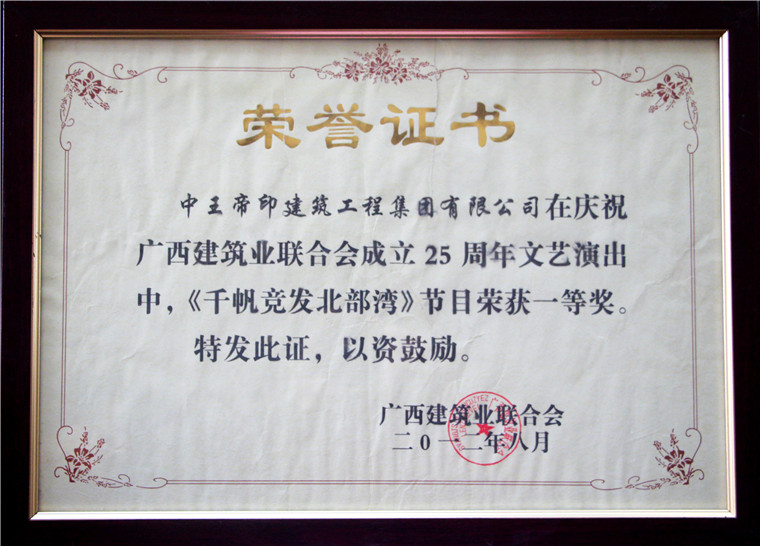 荣誉证书
中王帝印建筑工程集团有限公司在庆祝
广西建筑业联合会成立 25 周年文艺演出
中，《千帆竞发北部湾》节目荣获一等奖。
特发此证，以资鼓励。
广西建筑业联合会
二0一二年八月